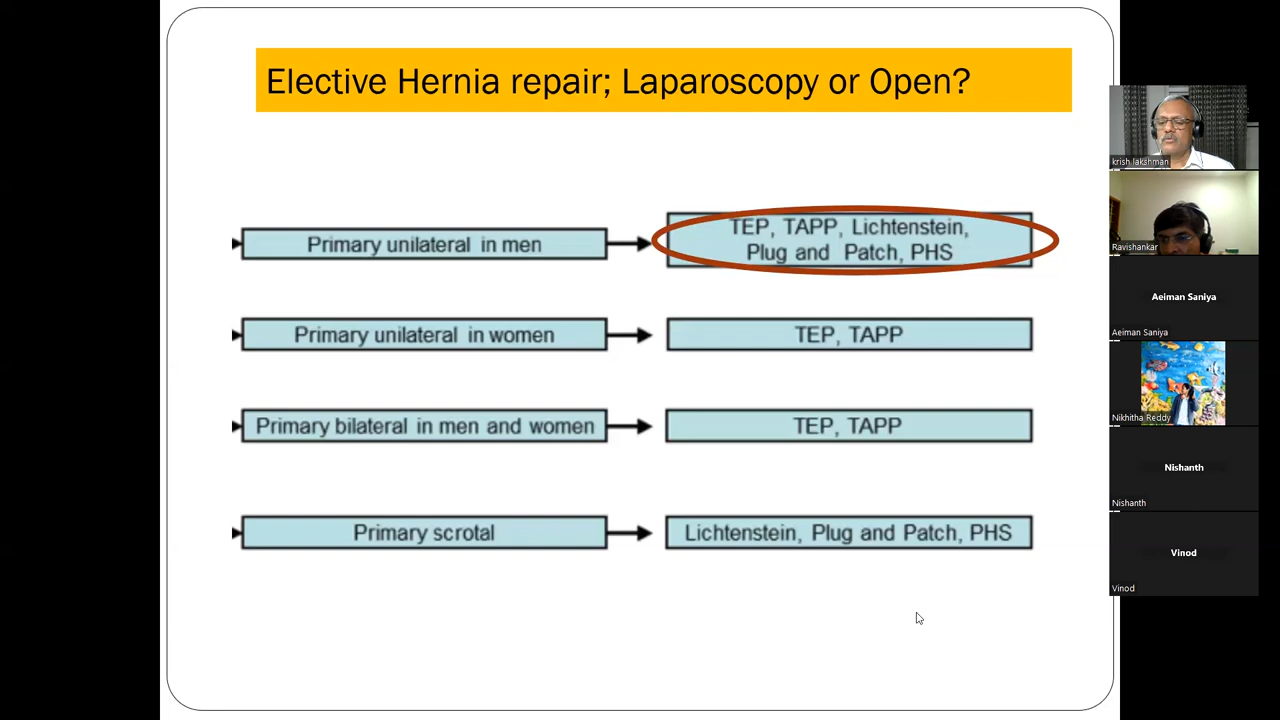 Elective Hernia repair; Laparoscopy or Open?
Primary unilateral in men
TEP, TAPP, Lichtenstein,
Plug and Patch, PHS
Primary unilateral in women
TEP, TAPP
Primary bilateral in men and women
TEP, TAPP
Primary scrotal
Lichtenstein, Plug and Patch, PHS
krish lakshman
Ravishankar
Aeiman Saniya
Aeiman Saniya
Nikhitha Reddy
Nishanth
Nishanth
Vinod
Vinod